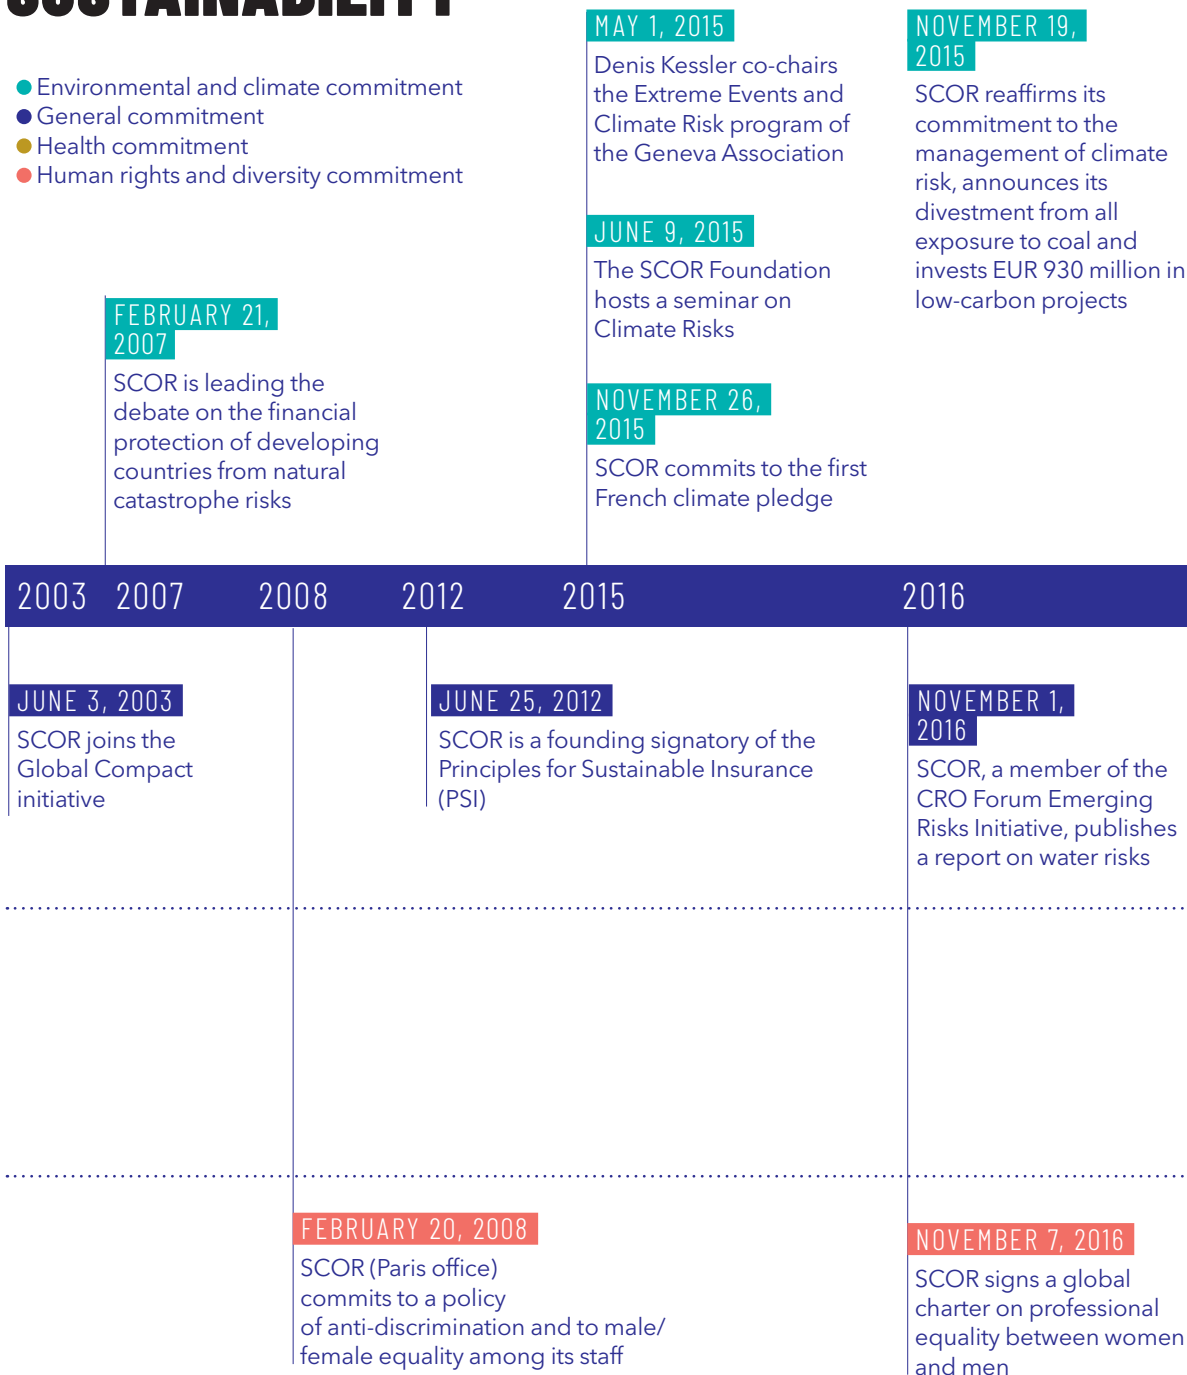 SUSTAINABILITY
Environmental and climate commitment
General commitment
Health commitment
Human rights and diversity commitment
FEBRUARY 21,
2007
SCOR is leading the
debate on the financial
protection of developing
countries from natural
catastrophe risks
MAY 1, 2015
Denis Kessler co-chairs
the Extreme Events and
Climate Risk program of
the Geneva Association
JUNE 9, 2015
The SCOR Foundation
hosts a seminar on
Climate Risks
NOVEMBER 26,
2015
SCOR commits to the first
French climate pledge
NOVEMBER 19,
2015
SCOR reaffirms its
commitment to the
management of climate
risk, announces its
divestment from all
exposure to coal and
invests EUR 930 million in
low-carbon projects
2003 2007 2008 2012 2015 2016
JUNE 3, 2003
SCOR joins the
Global Compact
initiative
JUNE 25, 2012
SCOR is a founding signatory of the
Principles for Sustainable Insurance
(PSI)
NOVEMBER 1,
2016
SCOR, a member of the
CRO Forum Emerging
Risks Initiative, publishes
a report on water risks
FEBRUARY 20, 2008
SCOR (Paris office)
commits to a policy
of anti-discrimination and to male/
female equality among its staff
NOVEMBER 7, 2016
SCOR signs a global
charter on professional
equality between women
and men